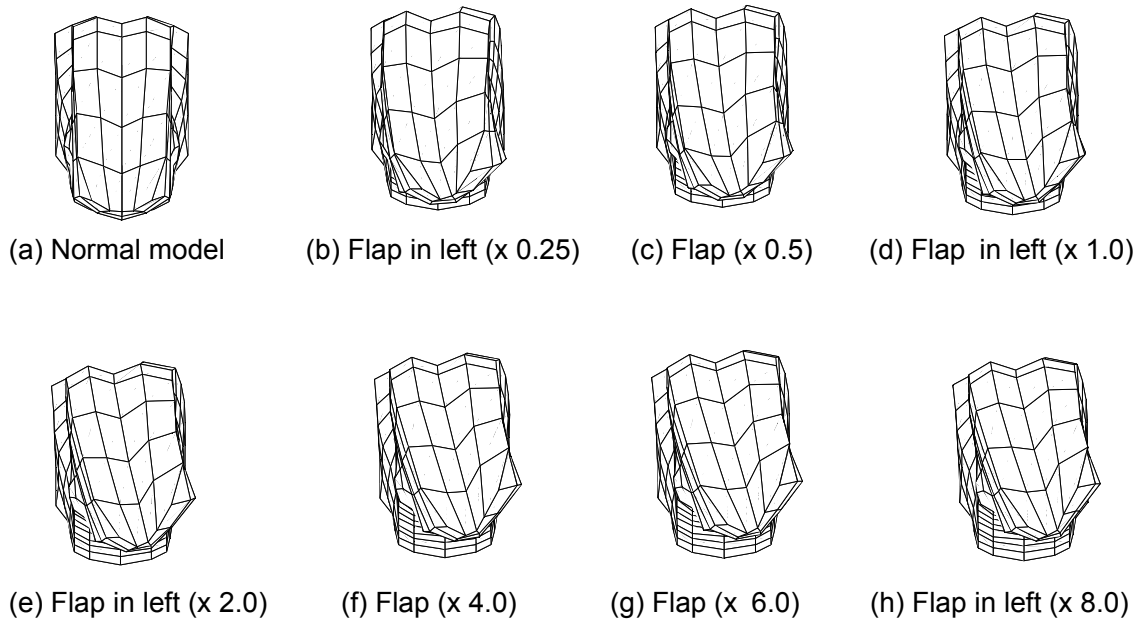 (a) Normal model
(b) Flap in left (x 0.25)
(c) Flap (x 0.5)
(d) Flap in left (x 1.0)
(e) Flap in left (x 2.0)
(f) Flap (x 4.0)
(g) Flap (x 6.0)
(h) Flap in left (x 8.0)